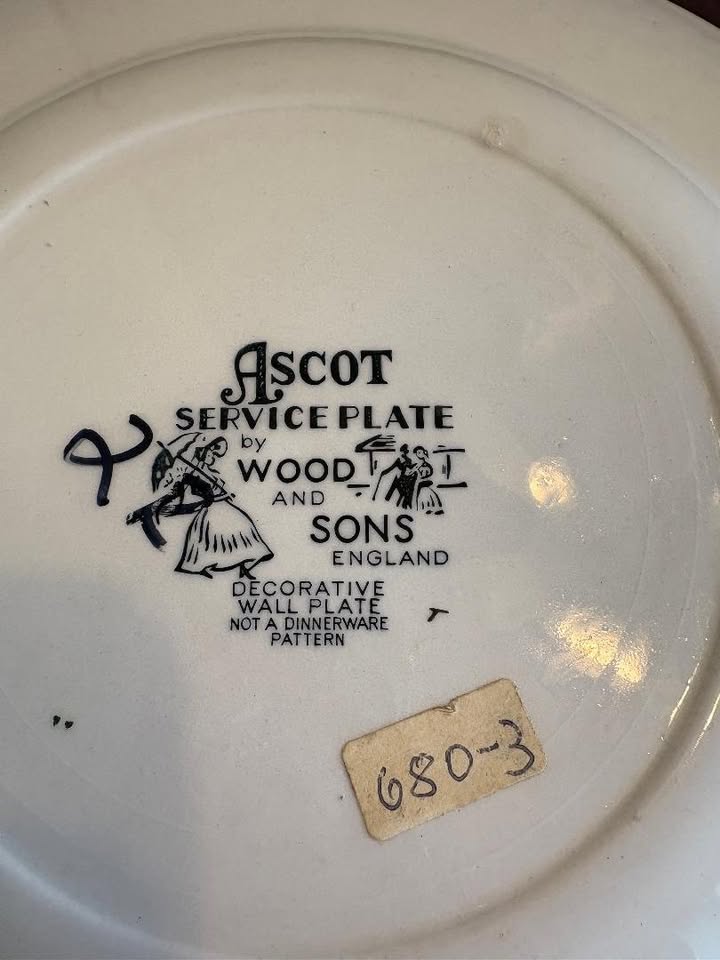 ASCOT
SERVICE PLATE
by
WOOD
AND
SONS
ENGLAND
DECORATIVE
WALL PLATE
NOT A DINNERWARE
PATTERN
680-3